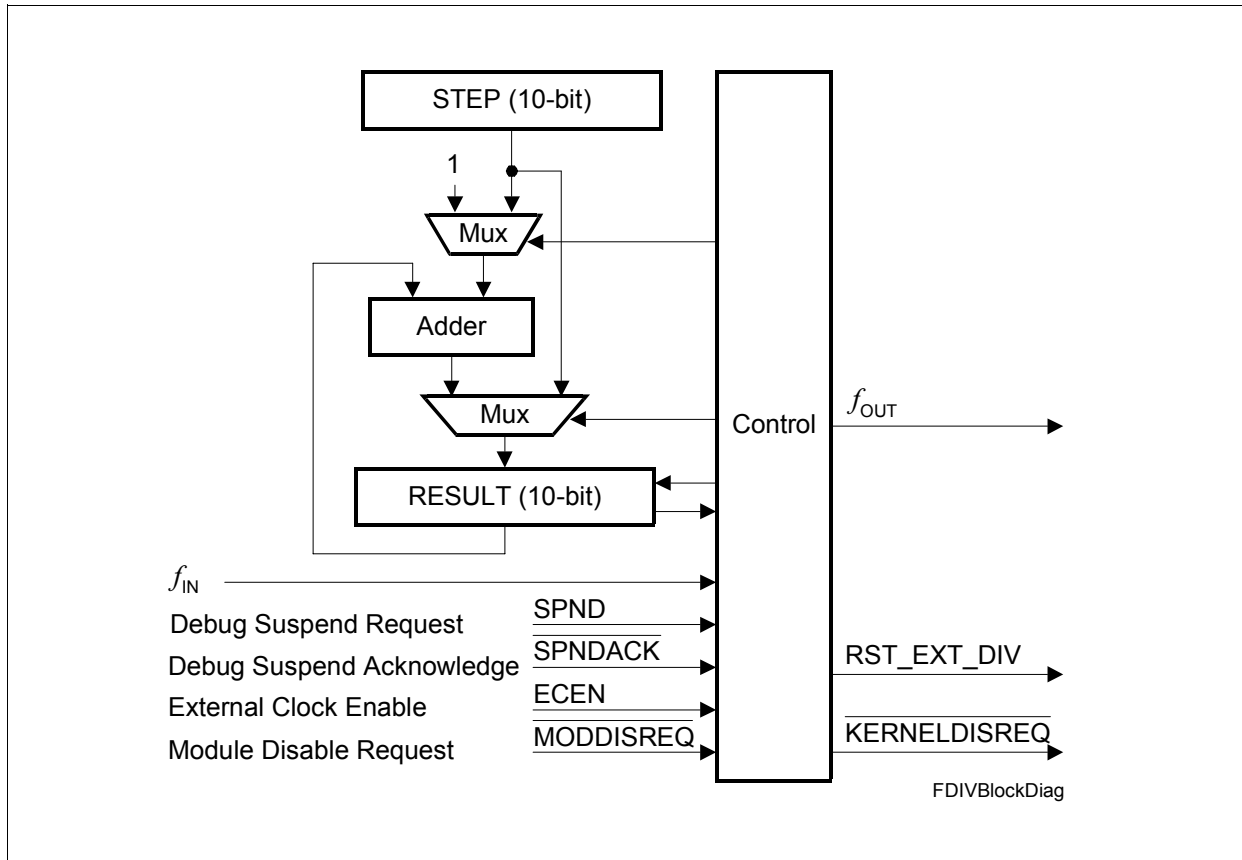 STEP (10-bit)
1
Mux
Adder
Mux
Control
fOUT
RESULT (10-bit)
fIN
Debug Suspend Request SPND
Debug Suspend Acknowledge SPNDACK RST_EXT_DIV
External Clock Enable ECEN
Module Disable Request MODDISREQ KERNELDISREQ
FDIVBlockDiag